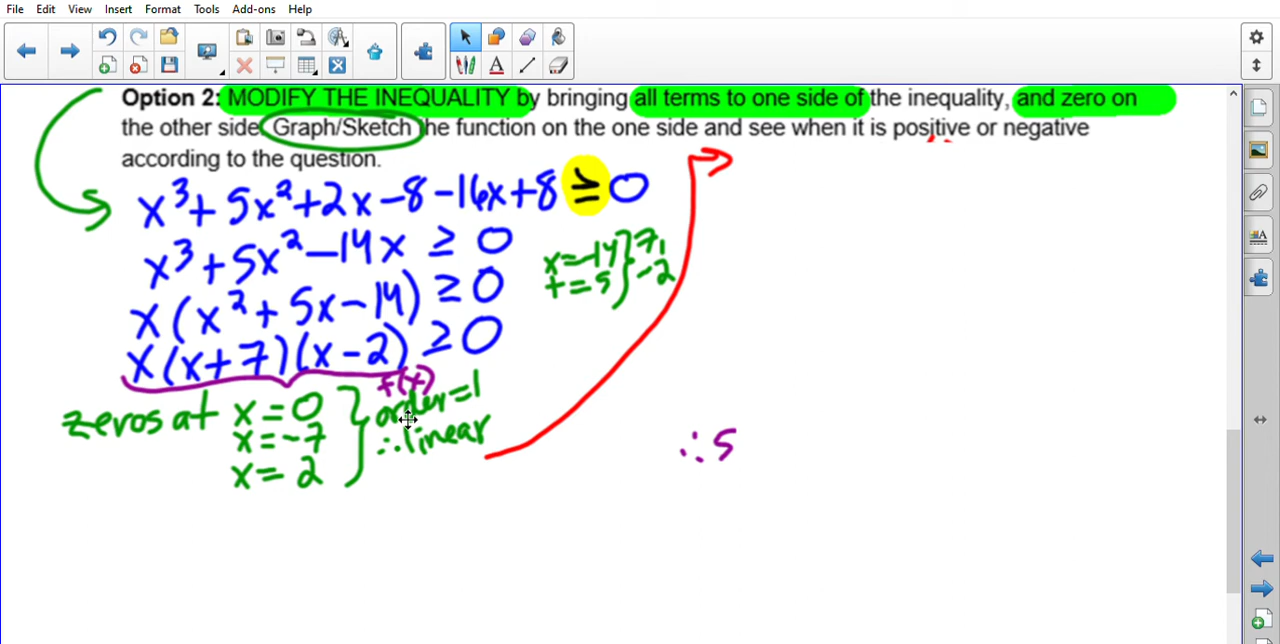 File Edit View Insert Format Tools Add-ons Help
Option 2: MODIFY THE INEQUALITY by bringing all terms to one side of the inequality, and zero on
the other side. Graph/Sketch the function on the one side and see when it is positive or negative
according to the question.
x³+5x²+2x-8-16x+8≥0
x³+5x²-14x ≥ 0
x=-14}7,
+=5}-2
x(x²+5x-14)≥0
x(x+7)(x-2)≥0
f(x)
zeros at x=0 } order=1
x=-7 } ∴linear
x=2
∴ S